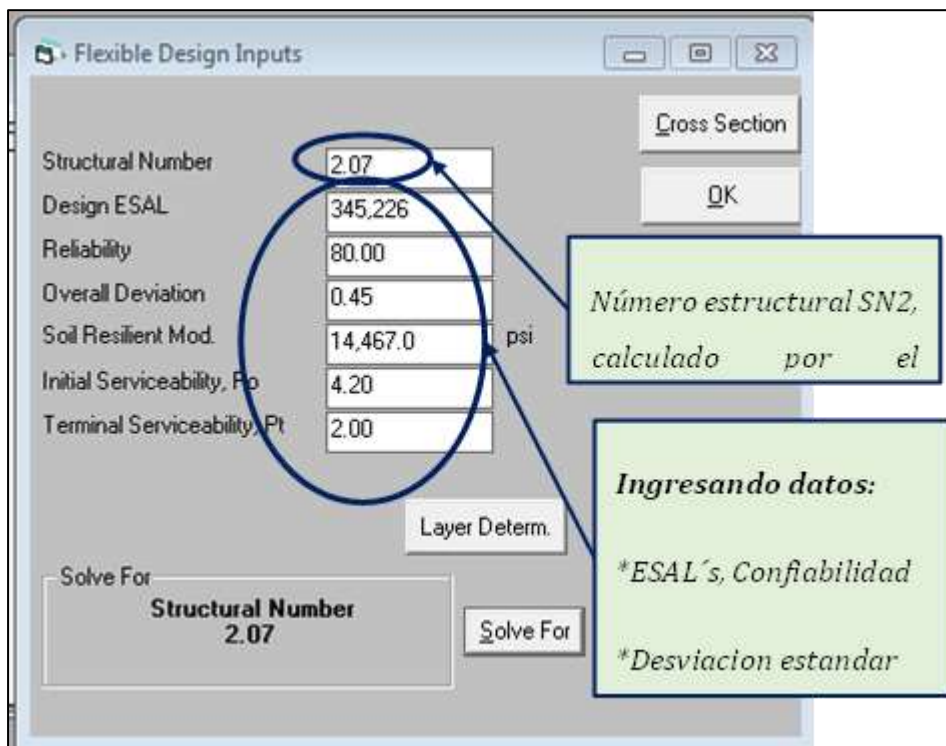 Flexible Design Inputs
Cross Section
Structural Number 2.07
OK
Design ESAL 345,226
Reliability 80.00
Overall Deviation 0.45
Soil Resilient Mod. 14,467.0 psi
Initial Serviceability, Po 4.20
Terminal Serviceability, Pt 2.00
Número estructural SN2,
calculado por el
Layer Determ.
Solve For
Structural Number
2.07
Solve For
Ingresando datos:
*ESAL´s, Confiabilidad
*Desviacion estandar